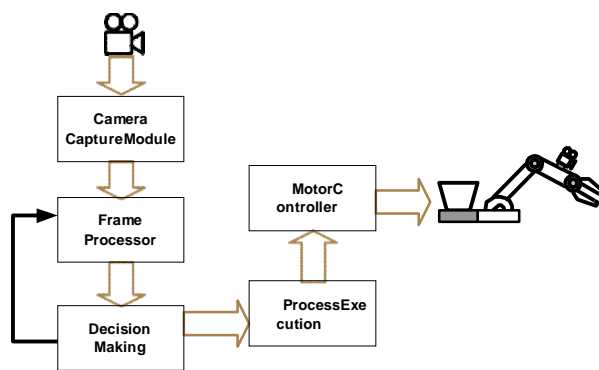 Camera
CaptureModule
Frame
Processor
Decision
Making
ProcessExe
cution
MotorC
ontroller